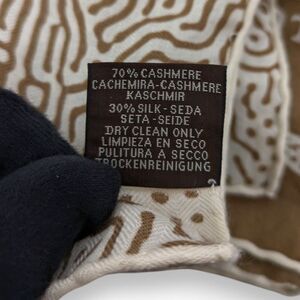 70% CASHMERE
CACHEMIRA-CASHMERE
KASCHMIR
30% SILK-SEDA
SETA-SEIDE
DRY CLEAN ONLY
LIMPIEZA EN SECO
PULITURA A SECCO
TROCKENREINIGUNG